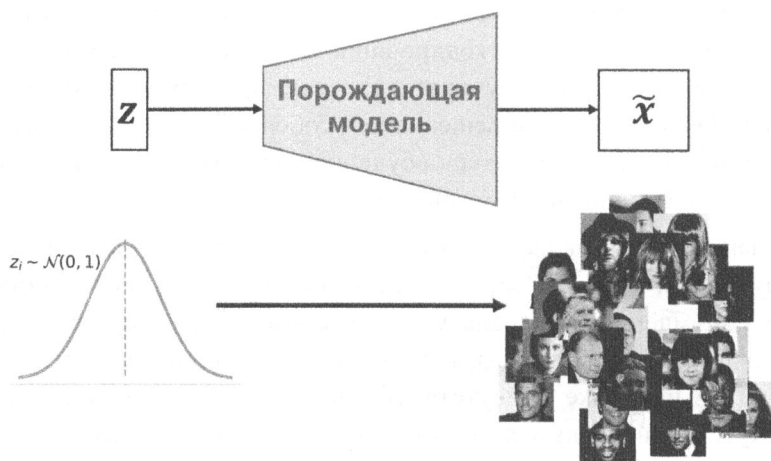 z
Порождающая
модель
x̃
zᵢ ~ 𝒩(0, 1)